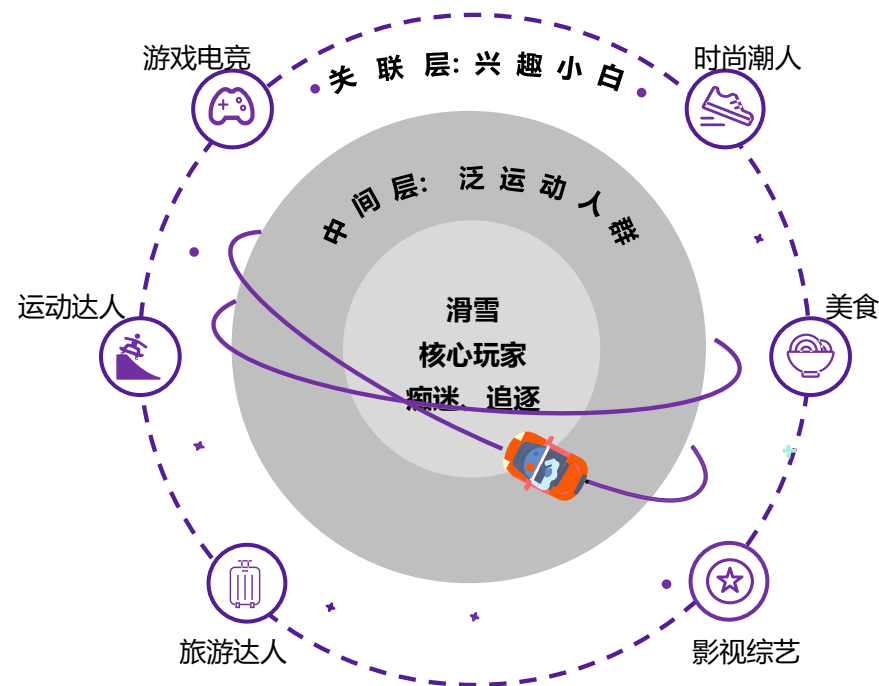 游戏电竞
时尚潮人
关联层:兴趣小白
中间层:泛运动人群
运动达人
美食
滑雪
核心玩家
痴迷、追逐
旅游达人
影视综艺